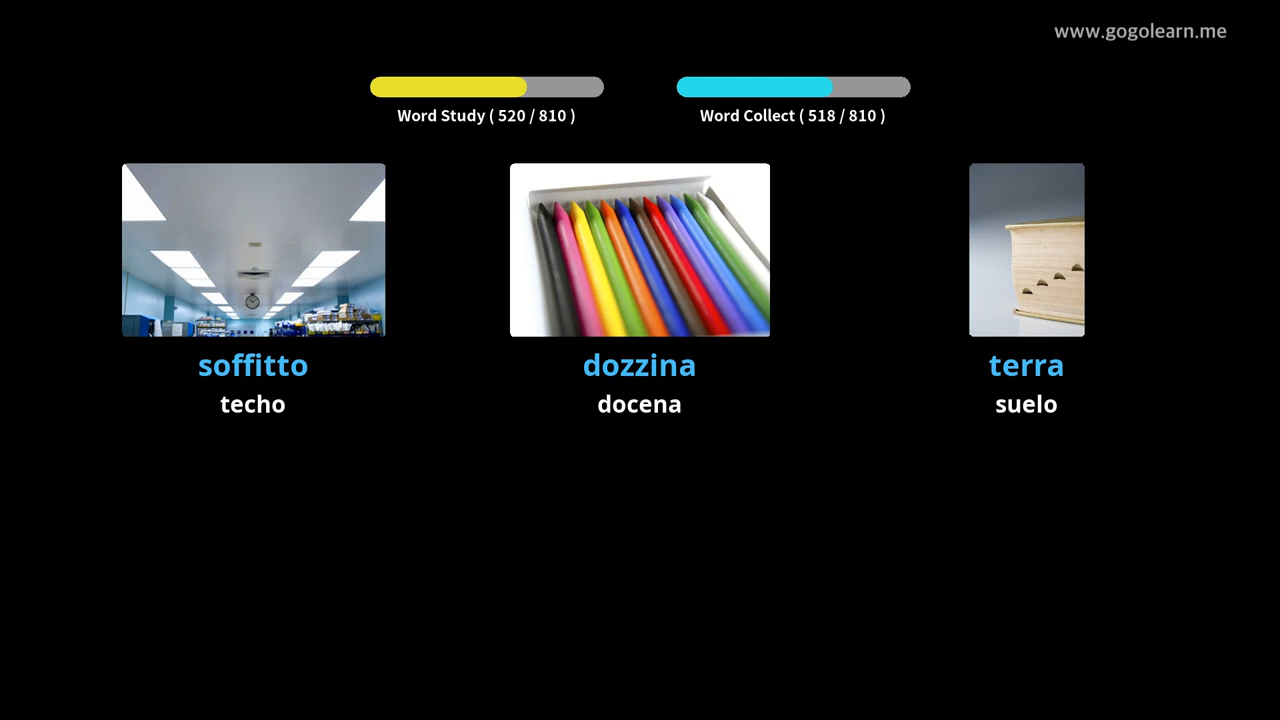 www.gogolearn.me
Word Study ( 520 / 810 )
Word Collect ( 518 / 810 )
soffitto
techo
dozzina
docena
terra
suelo